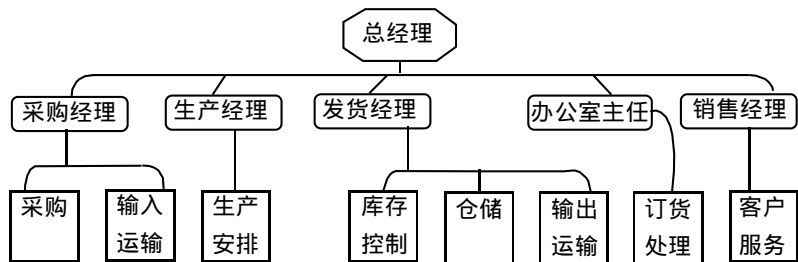 总经理
采购经理
生产经理
发货经理
办公室主任
销售经理
采购
输入
运输
生产
安排
库存
控制
仓储
输出
运输
订货
处理
客户
服务